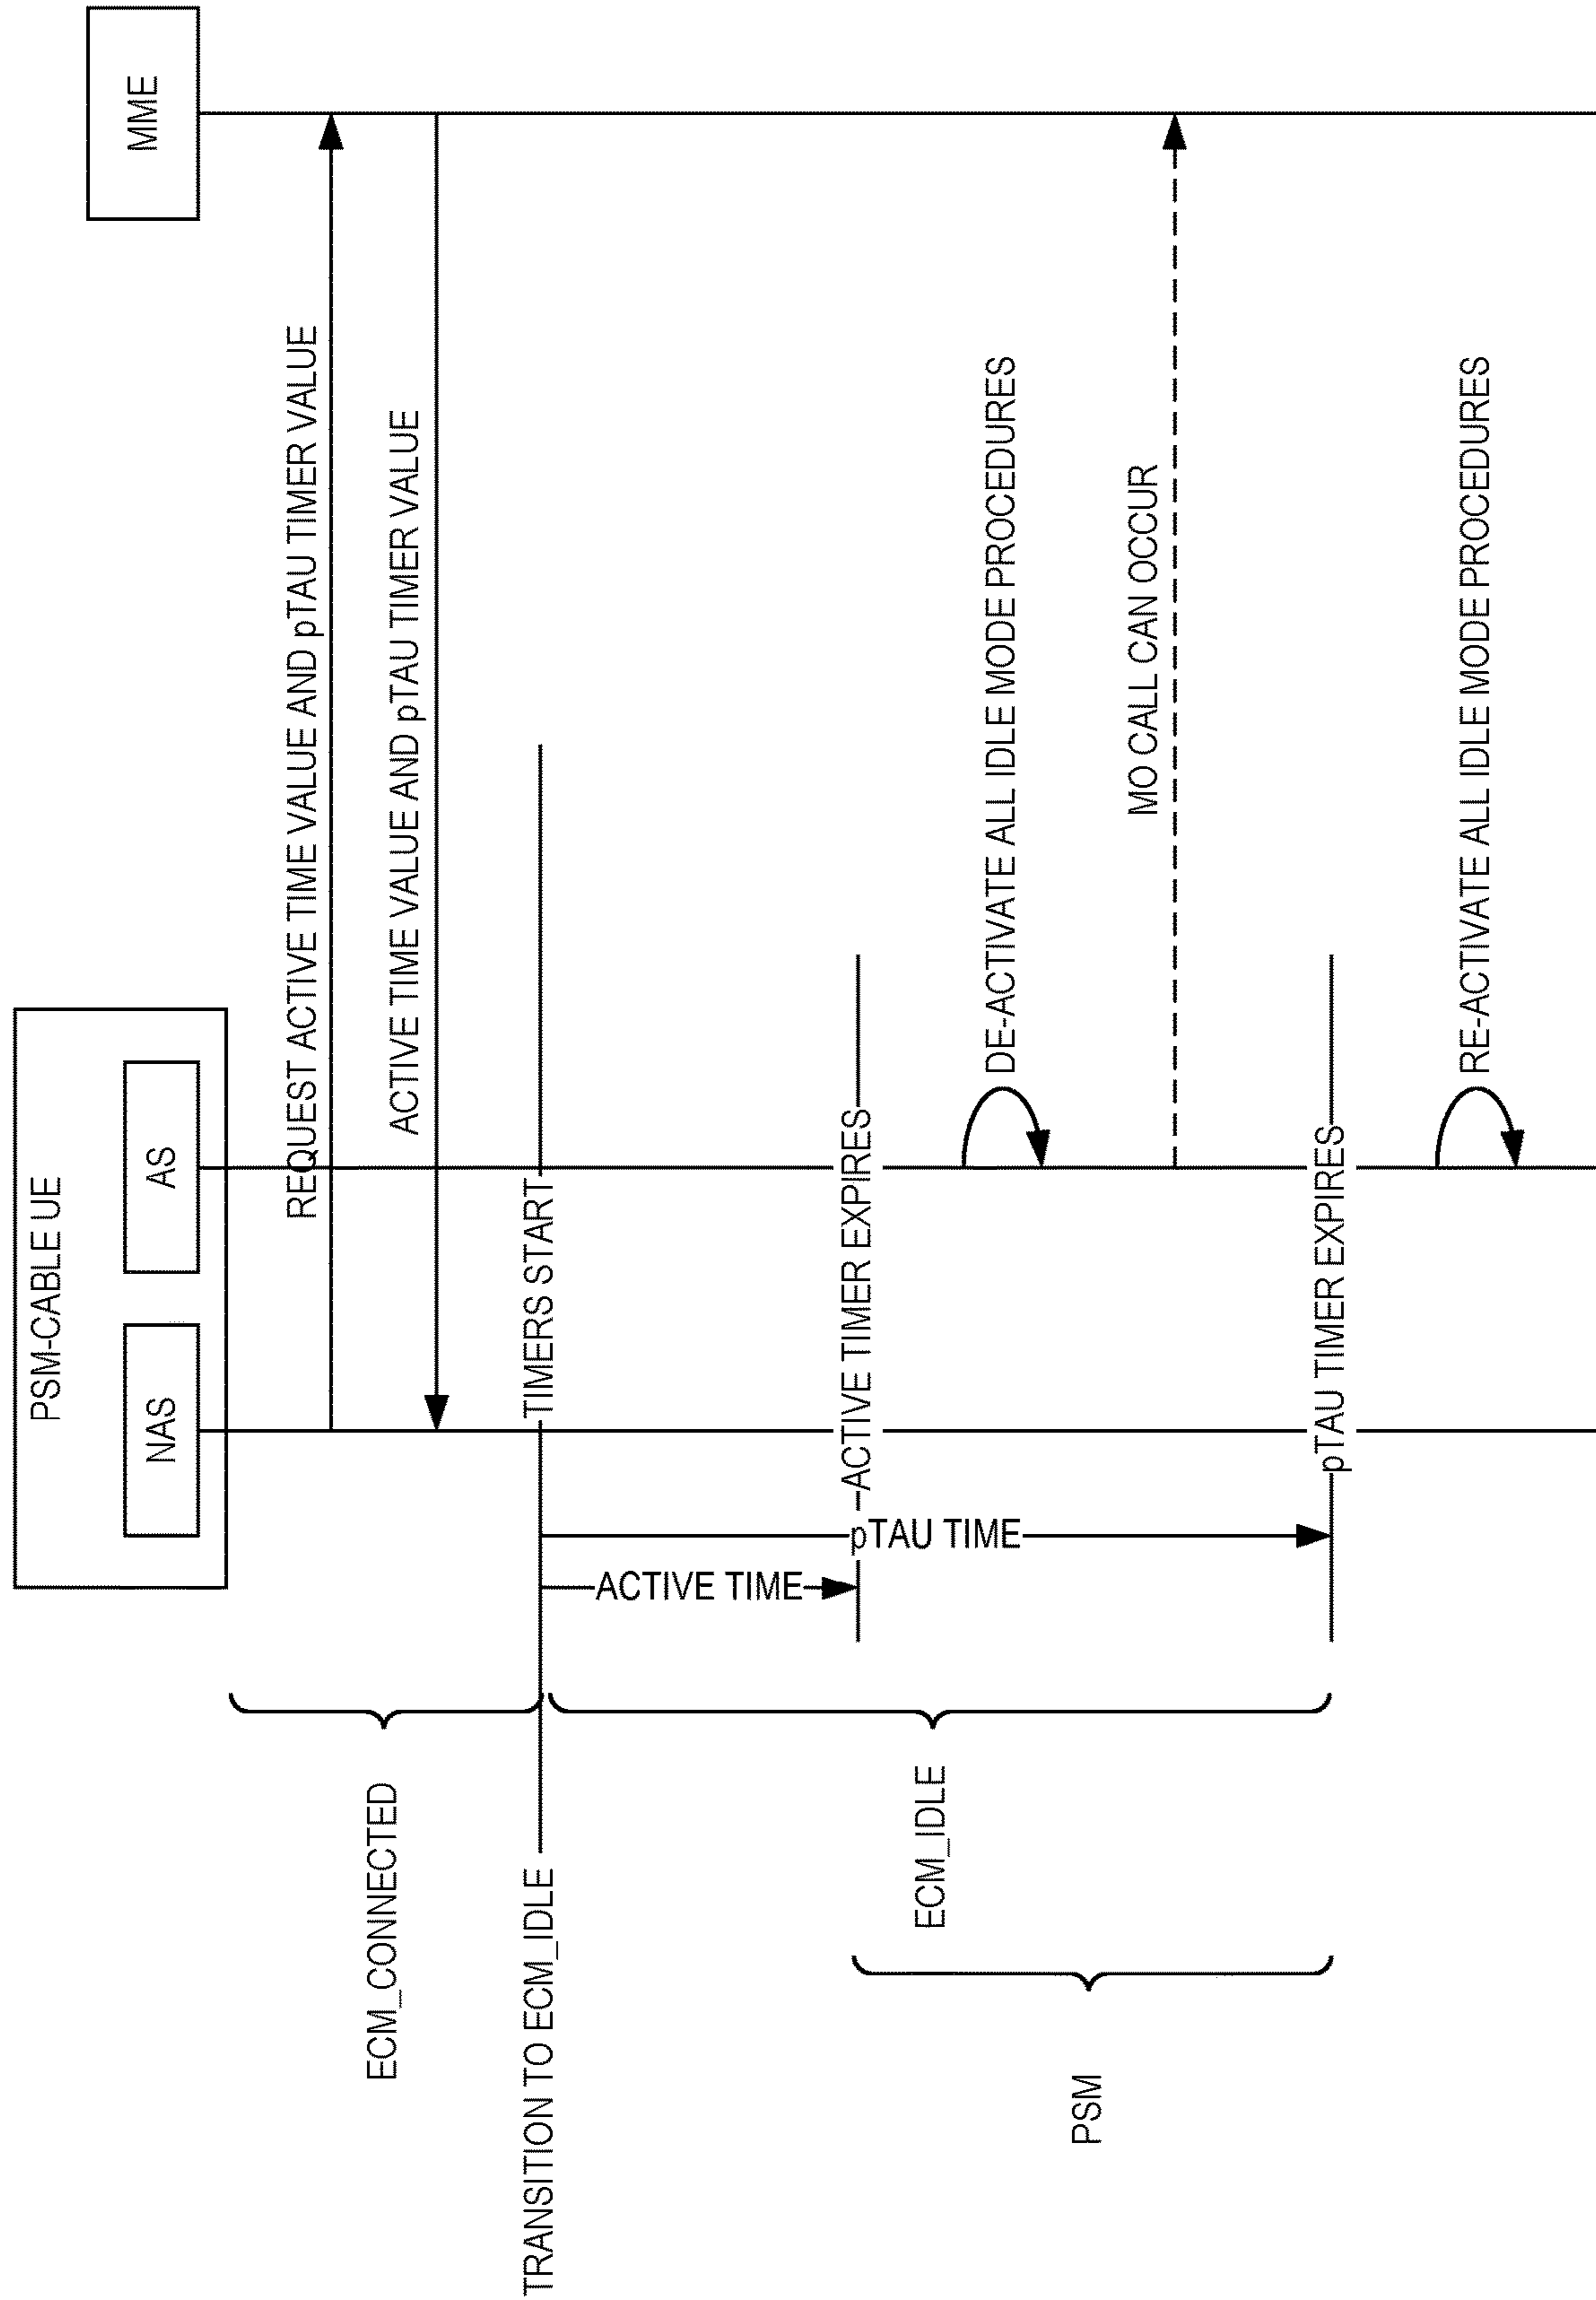 PSM-CABLE UE
NAS
AS
MME
REQUEST ACTIVE TIME VALUE AND pTAU TIMER VALUE
ACTIVE TIME VALUE AND pTAU TIMER VALUE
ECM_CONNECTED
TRANSITION TO ECM_IDLE
TIMERS START
ACTIVE TIME
pTAU TIME
ACTIVE TIMER EXPIRES
ECM_IDLE
DE-ACTIVATE ALL IDLE MODE PROCEDURES
PSM
MO CALL CAN OCCUR
pTAU TIMER EXPIRES
RE-ACTIVATE ALL IDLE MODE PROCEDURES